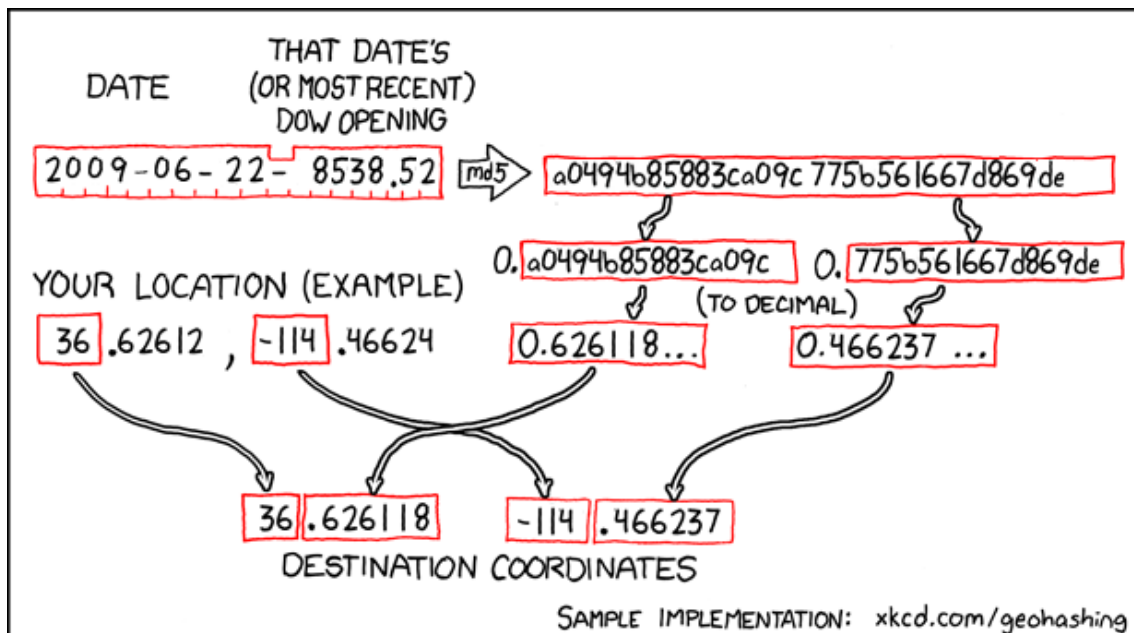 DATE
THAT DATE'S
(OR MOST RECENT)
DOW OPENING
2009-06-22- 8538.52
md5
a0494b85883ca09c775b561667d869de
0. a0494b85883ca09c
0. 775b561667d869de
(TO DECIMAL)
YOUR LOCATION (EXAMPLE)
36 .62612 , -114 .46624
0.626118...
0.466237 ...
36 .626118
-114 .466237
DESTINATION COORDINATES
SAMPLE IMPLEMENTATION: xkcd.com/geohashing